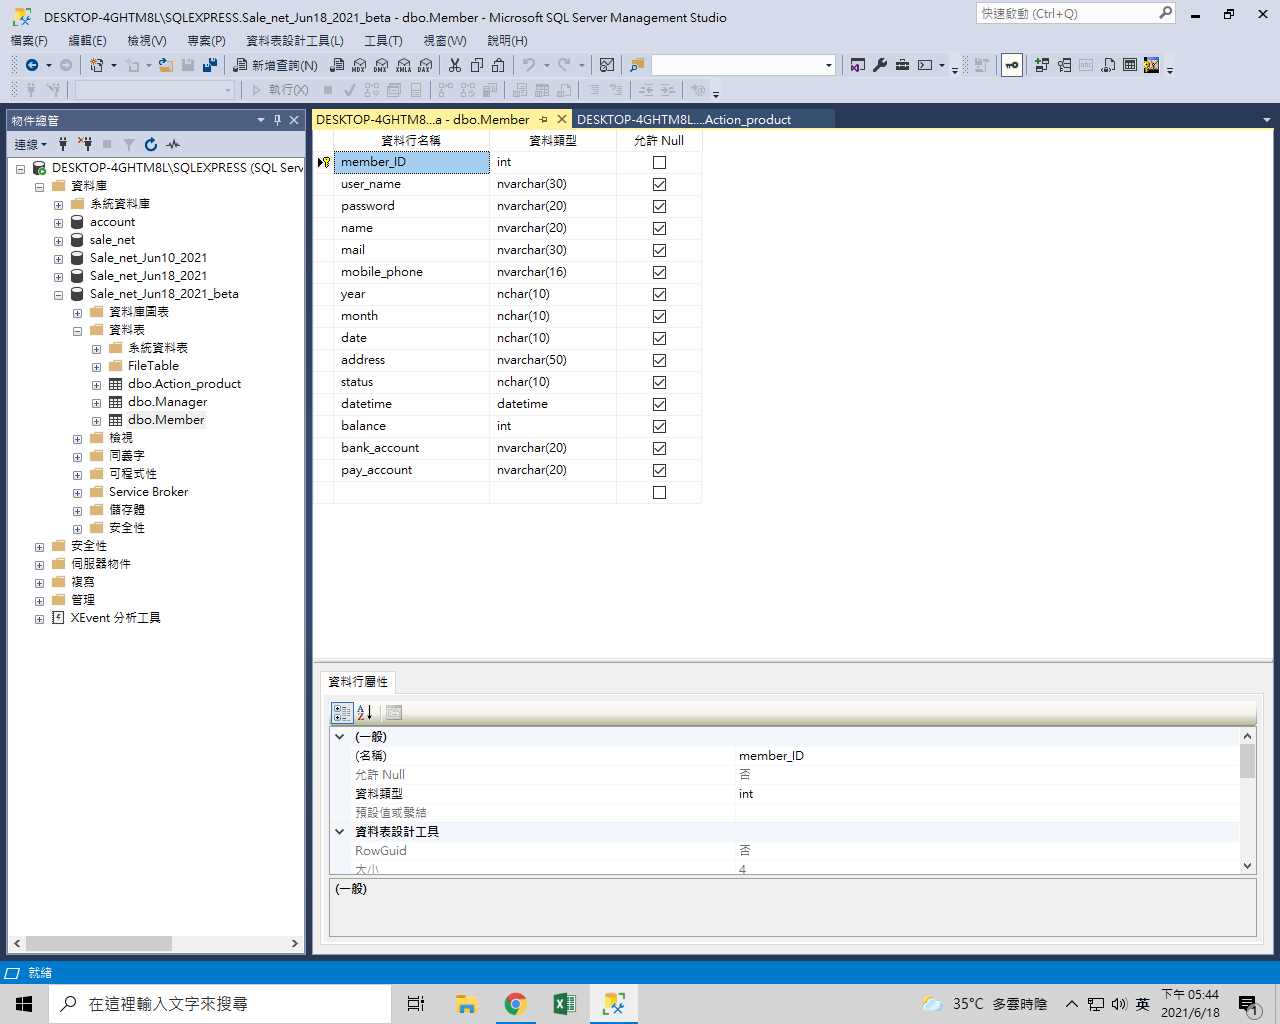 DESKTOP-4GHTM8L\SQLEXPRESS.Sale_net_Jun18_2021_beta - dbo.Member - Microsoft SQL Server Management Studio
快速啟動 (Ctrl+Q)
檔案(F) 編輯(E) 檢視(V) 專案(P) 資料表設計工具(L) 工具(T) 視窗(W) 說明(H)
新增查詢(N) MDX DMX XMLA DAX
執行(X)
物件總管
DESKTOP-4GHTM8...a - dbo.Member
DESKTOP-4GHTM8L...Action_product
連線
DESKTOP-4GHTM8L\SQLEXPRESS (SQL Serv
資料庫
系統資料庫
account
sale_net
Sale_net_Jun10_2021
Sale_net_Jun18_2021
Sale_net_Jun18_2021_beta
資料庫圖表
資料表
系統資料表
FileTable
dbo.Action_product
dbo.Manager
dbo.Member
檢視
同義字
可程式性
Service Broker
儲存體
安全性
安全性
伺服器物件
複寫
管理
XEvent 分析工具
資料行名稱 資料類型 允許 Null
member_ID int
user_name nvarchar(30)
password nvarchar(20)
name nvarchar(20)
mail nvarchar(30)
mobile_phone nvarchar(16)
year nchar(10)
month nchar(10)
date nchar(10)
address nvarchar(50)
status nchar(10)
datetime datetime
balance int
bank_account nvarchar(20)
pay_account nvarchar(20)
資料行屬性
(一般)
(名稱) member_ID
允許 Null 否
資料類型 int
預設值或繫結
資料表設計工具
RowGuid 否
大小 4
(一般)
就緒
在這裡輸入文字來搜尋
35°C 多雲時陰
英
下午 05:44
2021/6/18
1